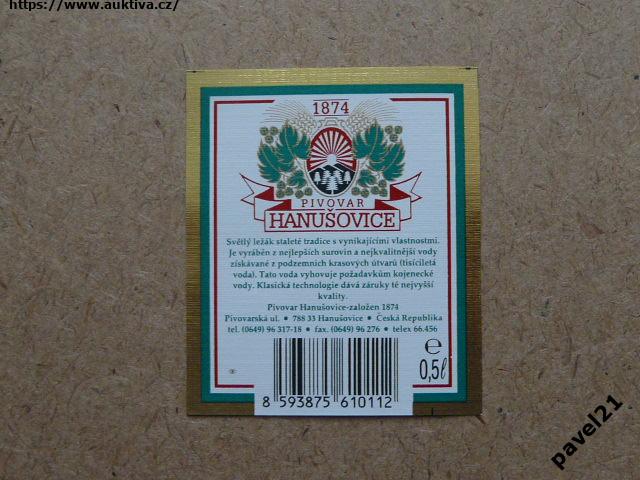 https://www.auktiva.cz/
1874
PIVOVAR
HANUŠOVICE
Světlý ležák staleté tradice s vynikajícími vlastnostmi.
Je vyráběn z nejlepších surovin a nejkvalitnější vody
získávané z podzemních krasových útvarů (tisíciletá
voda). Tato voda vyhovuje požadavkům kojenecké
vody. Klasická technologie dává záruky té nejvyšší
kvality.
Pivovar Hanušovice-založen 1874
Pivovarská ul. • 788 33 Hanušovice • Česká Republika
tel. (0649) 96 317-18 • fax. (0649) 96 276 • telex 66.456
e
0,5ℓ
8 593875 610112
pavel21